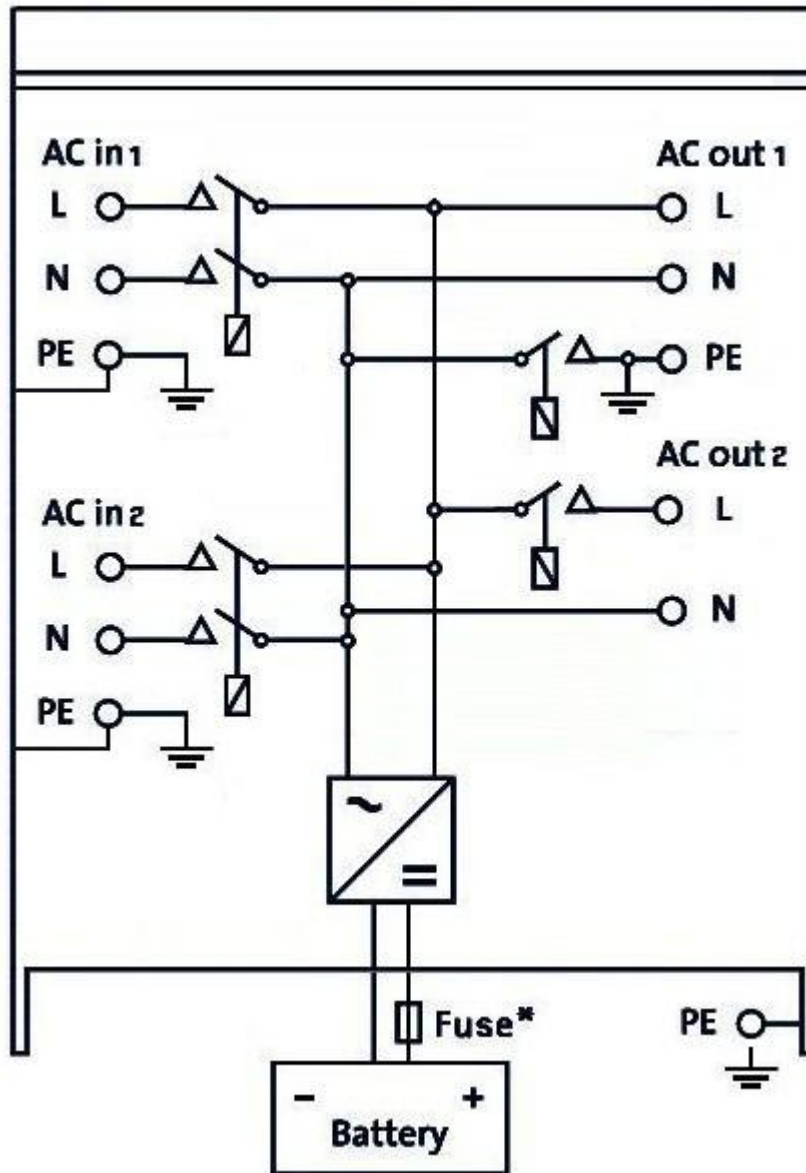 AC in 1
L
N
PE
AC out 1
L
N
PE
AC in 2
L
N
PE
AC out 2
L
N
~
=
Fuse*
PE
- +
Battery